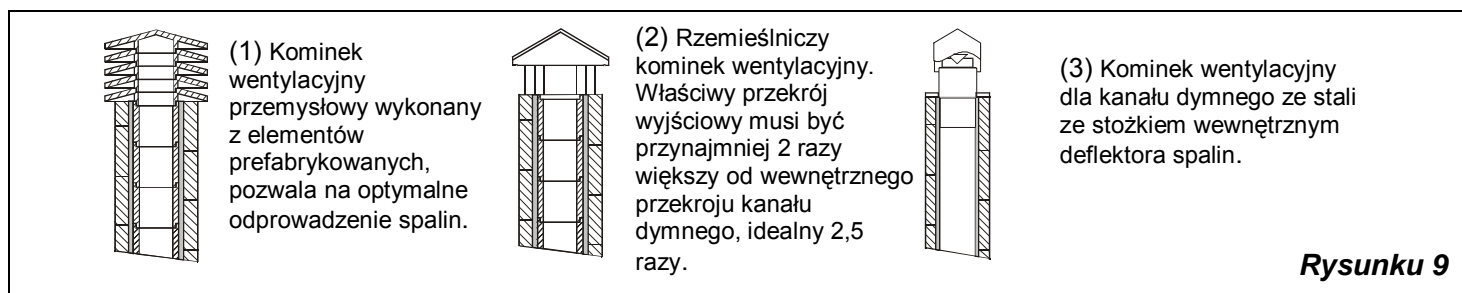 (1) Kominek
wentylacyjny
przemysłowy wykonany
z elementów
prefabrykowanych,
pozwala na optymalne
odprowadzenie spalin.
(2) Rzemieślniczy
kominek wentylacyjny.
Właściwy przekrój
wyjściowy musi być
przynajmniej 2 razy
większy od wewnętrznego
przekroju kanału
dymnego, idealny 2,5
razy.
(3) Kominek wentylacyjny
dla kanału dymnego ze stali
ze stożkiem wewnętrznym
deflektora spalin.
Rysunku 9